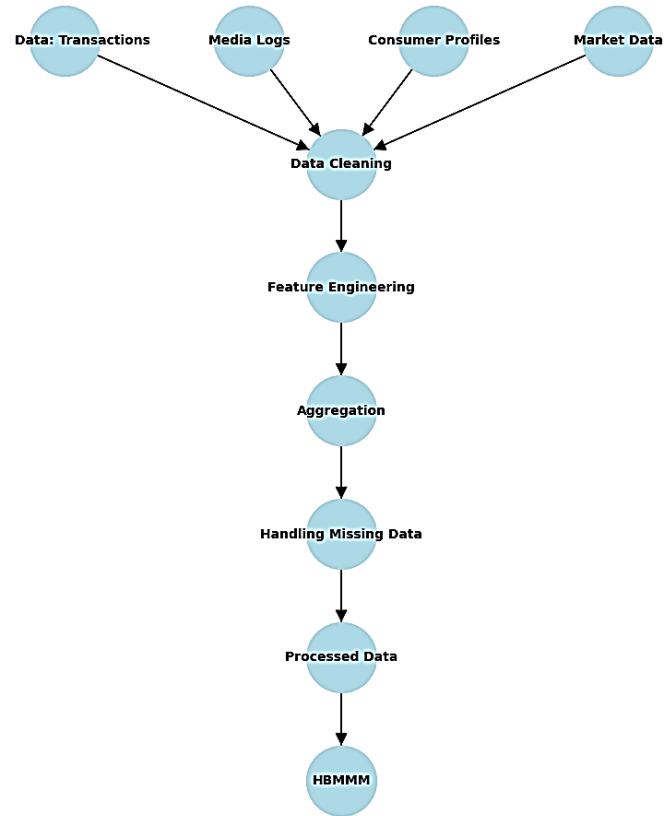 Data: Transactions
Media Logs
Consumer Profiles
Market Data
Data Cleaning
Feature Engineering
Aggregation
Handling Missing Data
Processed Data
HBMMM